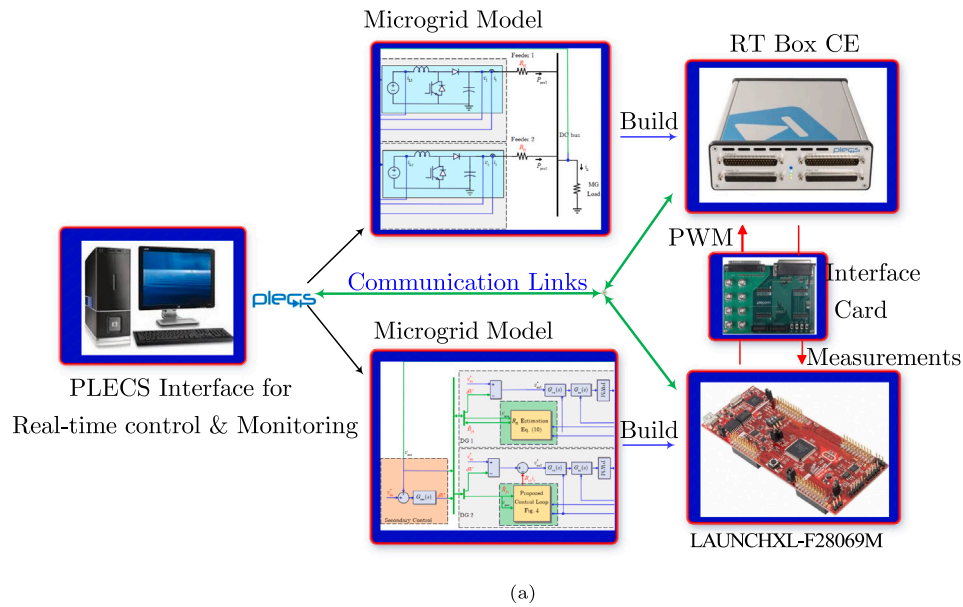 Microgrid Model
RT Box CE
Feeder 1
Feeder 2
DC bus
MG
Load
Build
plecs
PWM
Interface
Card
Communication Links
plecs
Microgrid Model
Measurements
PLECS Interface for
Real-time control & Monitoring
PWM
Estimation
Eq. (10)
DG 1
Build
PWM
Proposed
Control Loop
Fig. 4
Secondary Control
DG 2
LAUNCHXL-F28069M
(a)